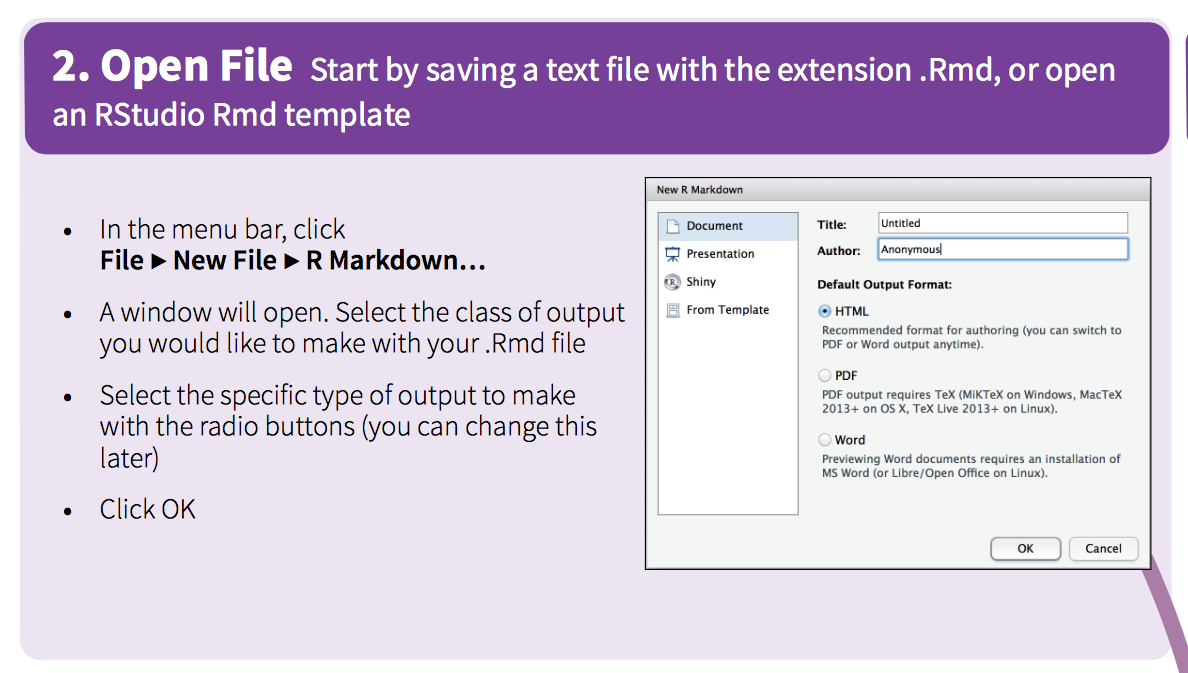 2. Open File Start by saving a text file with the extension .Rmd, or open
an RStudio Rmd template
• In the menu bar, click
File ▸ New File ▸ R Markdown…
• A window will open. Select the class of output
you would like to make with your .Rmd file
• Select the specific type of output to make
with the radio buttons (you can change this
later)
• Click OK
New R Markdown
Document
Presentation
Shiny
From Template
Title: Untitled
Author: Anonymous
Default Output Format:
HTML
Recommended format for authoring (you can switch to
PDF or Word output anytime).
PDF
PDF output requires TeX (MiKTeX on Windows, MacTeX
2013+ on OS X, TeX Live 2013+ on Linux).
Word
Previewing Word documents requires an installation of
MS Word (or Libre/Open Office on Linux).
OK Cancel